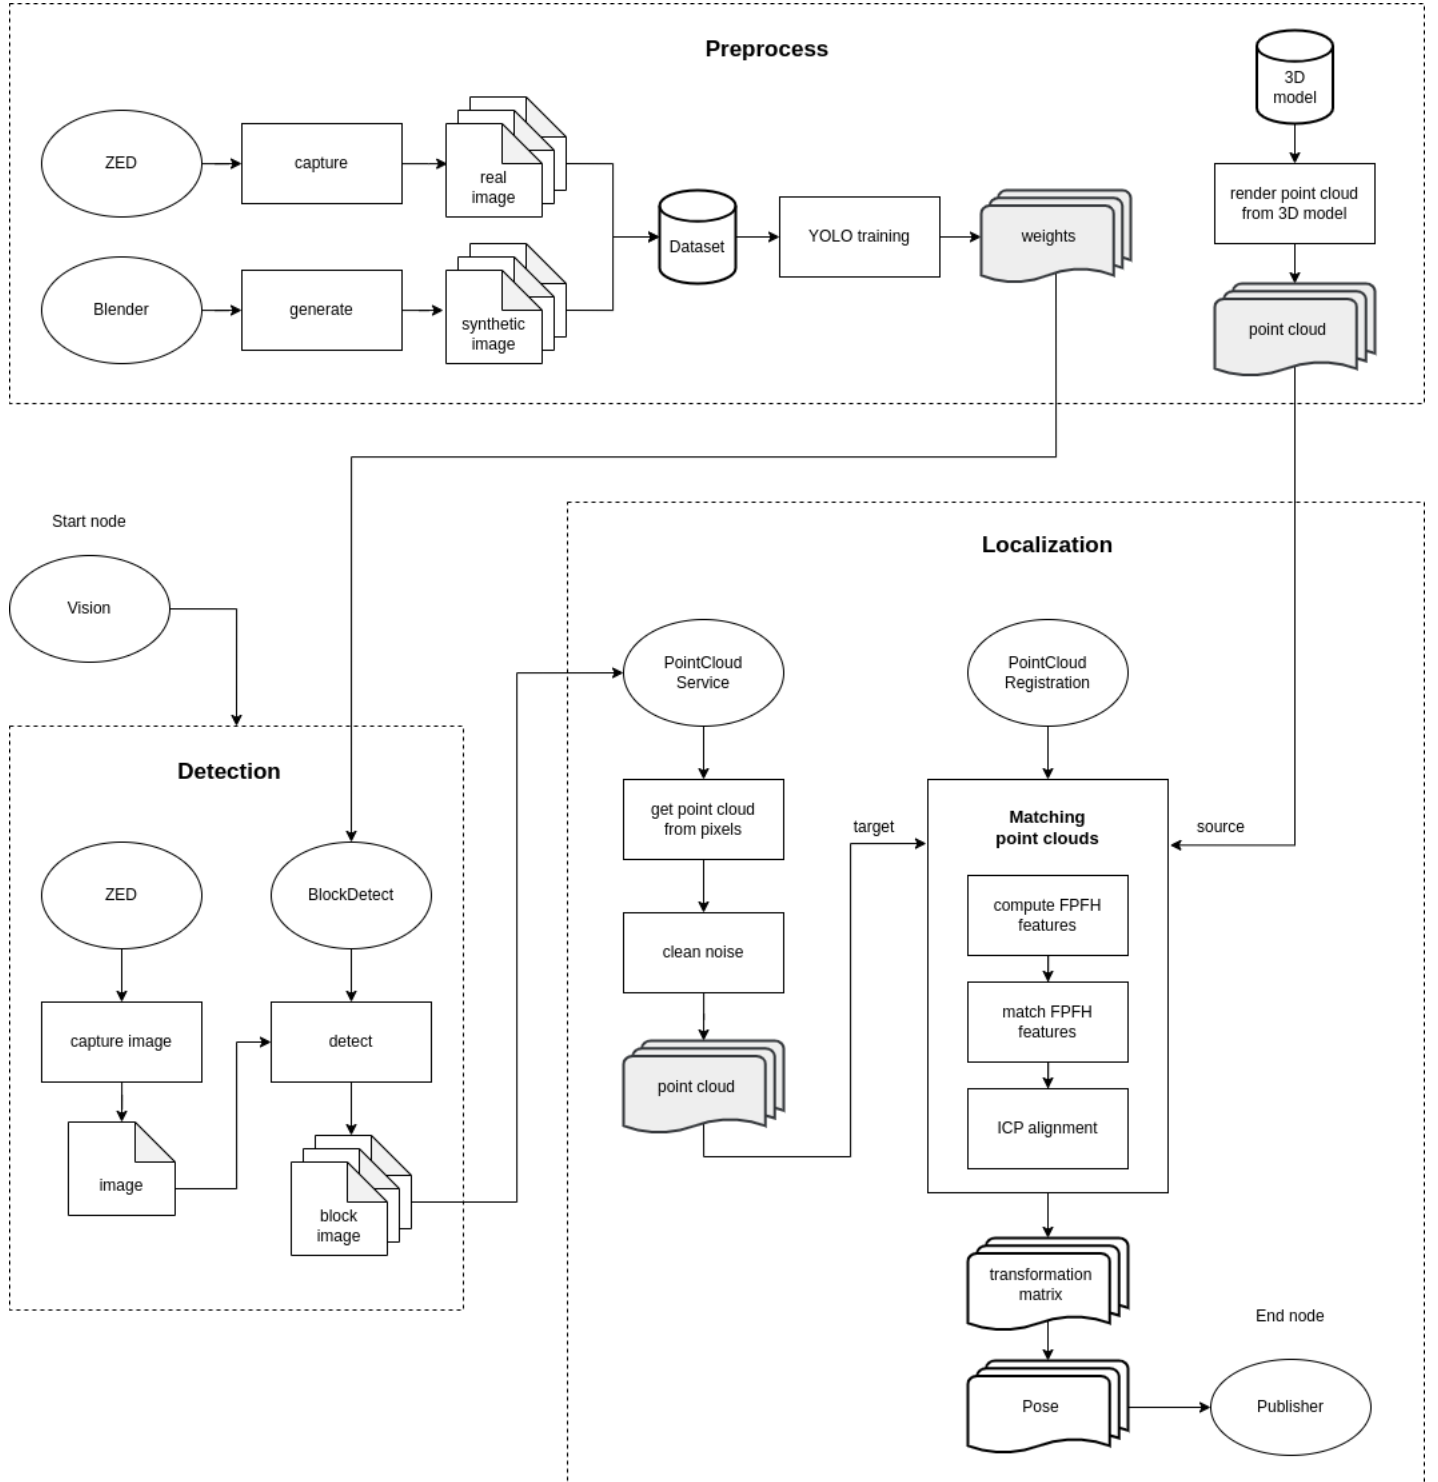 Preprocess
3D
model
ZED
capture
real
image
render point cloud
from 3D model
Dataset
YOLO training
weights
Blender
generate
synthetic
image
point cloud
Start node
Vision
Localization
PointCloud
Service
PointCloud
Registration
Detection
get point cloud
from pixels
target
Matching
point clouds
source
ZED
BlockDetect
compute FPFH
features
clean noise
capture image
detect
match FPFH
features
point cloud
ICP alignment
image
block
image
transformation
matrix
End node
Pose
Publisher